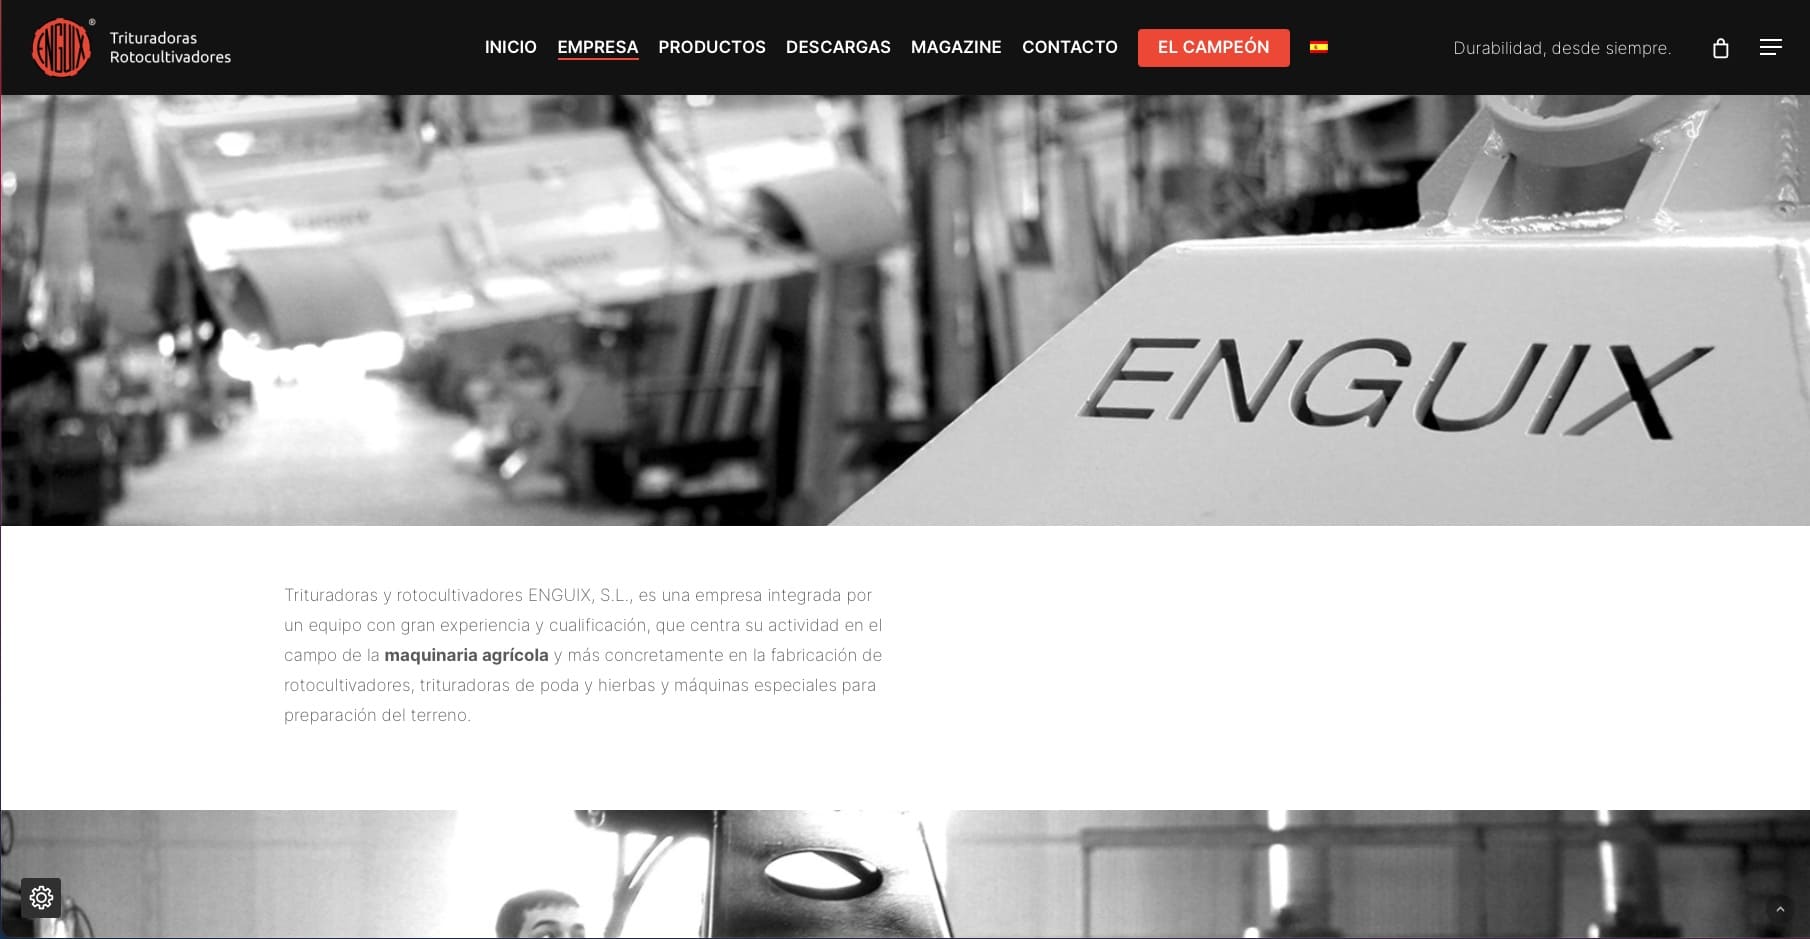 ENGUIX ®
Trituradoras
Rotocultivadores
INICIO EMPRESA PRODUCTOS DESCARGAS MAGAZINE CONTACTO EL CAMPEÓN
Durabilidad, desde siempre.
ENGUIX
Trituradoras y rotocultivadores ENGUIX, S.L., es una empresa integrada por
un equipo con gran experiencia y cualificación, que centra su actividad en el
campo de la maquinaria agrícola y más concretamente en la fabricación de
rotocultivadores, trituradoras de poda y hierbas y máquinas especiales para
preparación del terreno.